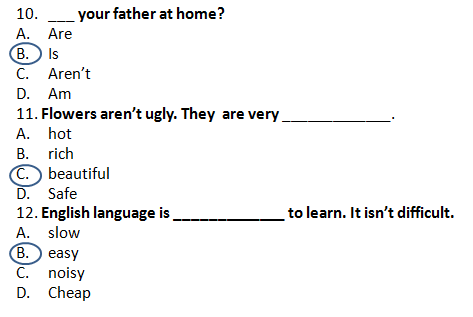 10. ___ your father at home?
A. Are
B. Is
C. Aren't
D. Am
11. Flowers aren't ugly. They are very _____________.
A. hot
B. rich
C. beautiful
D. Safe
12. English language is _____________ to learn. It isn't difficult.
A. slow
B. easy
C. noisy
D. Cheap